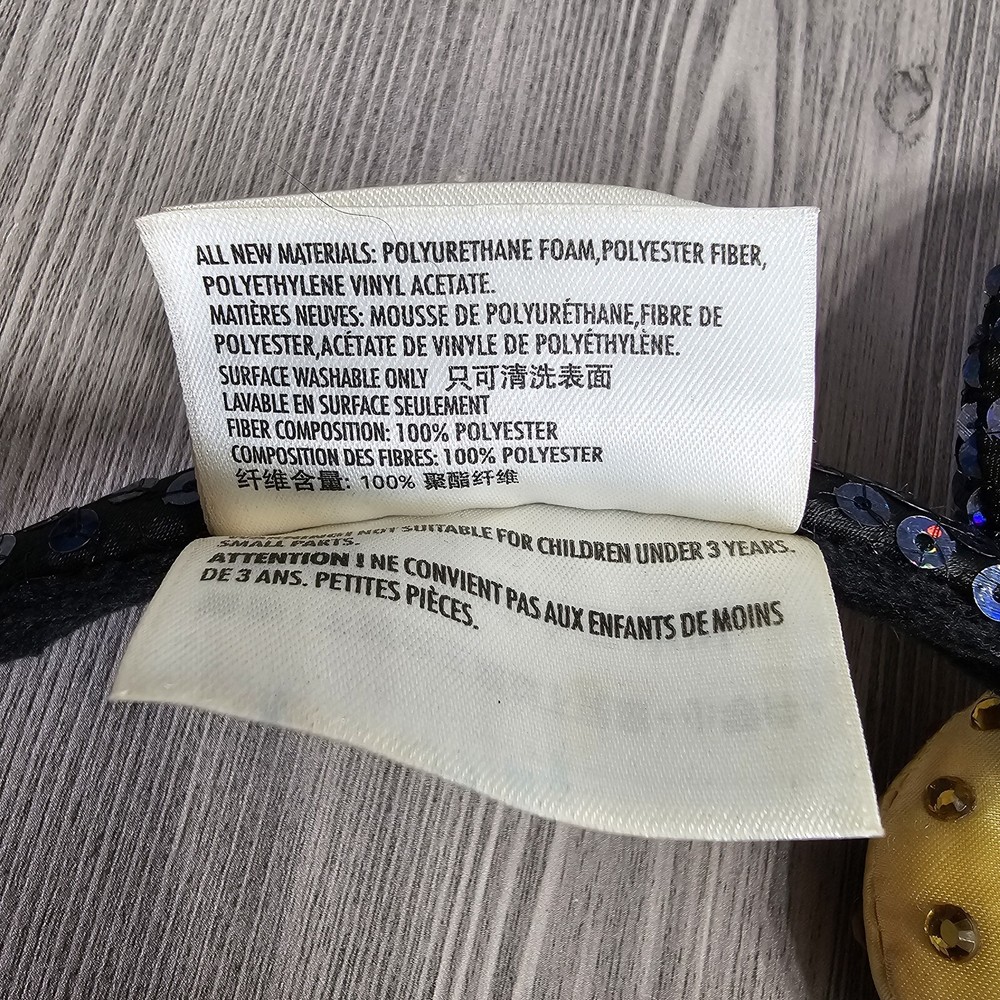 ALL NEW MATERIALS: POLYURETHANE FOAM,POLYESTER FIBER,
POLYETHYLENE VINYL ACETATE.
MATIÈRES NEUVES: MOUSSE DE POLYURÉTHANE,FIBRE DE
POLYESTER,ACÉTATE DE VINYLE DE POLYÉTHYLÈNE.
SURFACE WASHABLE ONLY 只可清洗表面
LAVABLE EN SURFACE SEULEMENT
FIBER COMPOSITION: 100% POLYESTER
COMPOSITION DES FIBRES: 100% POLYESTER
纤维含量: 100% 聚酯纤维
NOT SUITABLE FOR CHILDREN UNDER 3 YEARS.
SMALL PARTS.
ATTENTION ! NE CONVIENT PAS AUX ENFANTS DE MOINS
DE 3 ANS. PETITES PIÈCES.